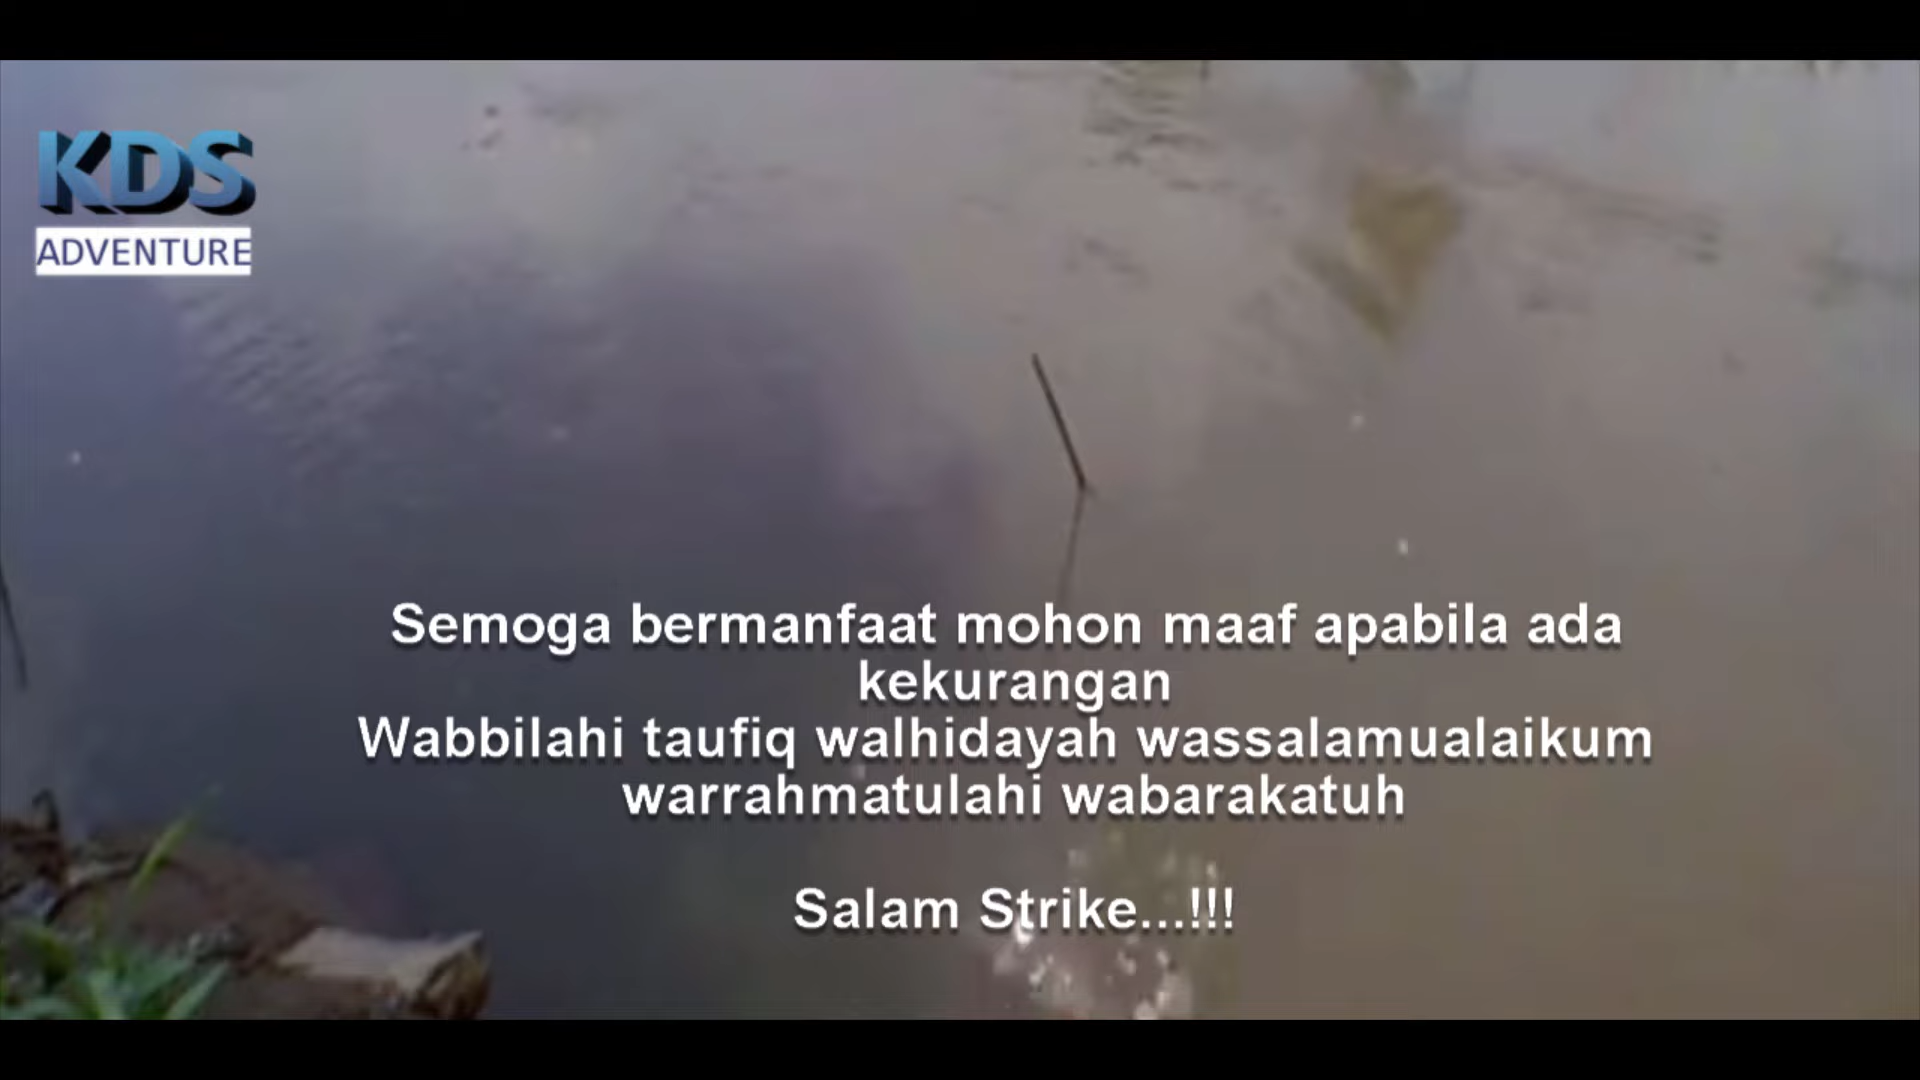 KDS
ADVENTURE
Semoga bermanfaat mohon maaf apabila ada
kekurangan
Wabbilahi taufiq walhidayah wassalamualaikum
warrahmatulahi wabarakatuh
Salam Strike...!!!